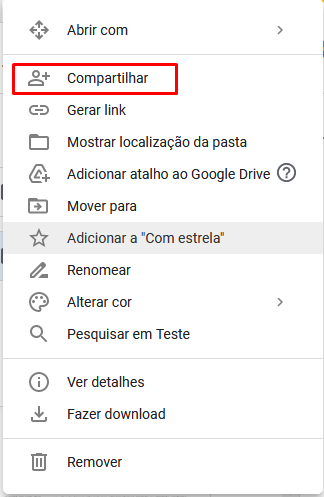 Abrir com
Compartilhar
Gerar link
Mostrar localização da pasta
Adicionar atalho ao Google Drive ?
Mover para
Adicionar a "Com estrela"
Renomear
Alterar cor
Pesquisar em Teste
Ver detalhes
Fazer download
Remover